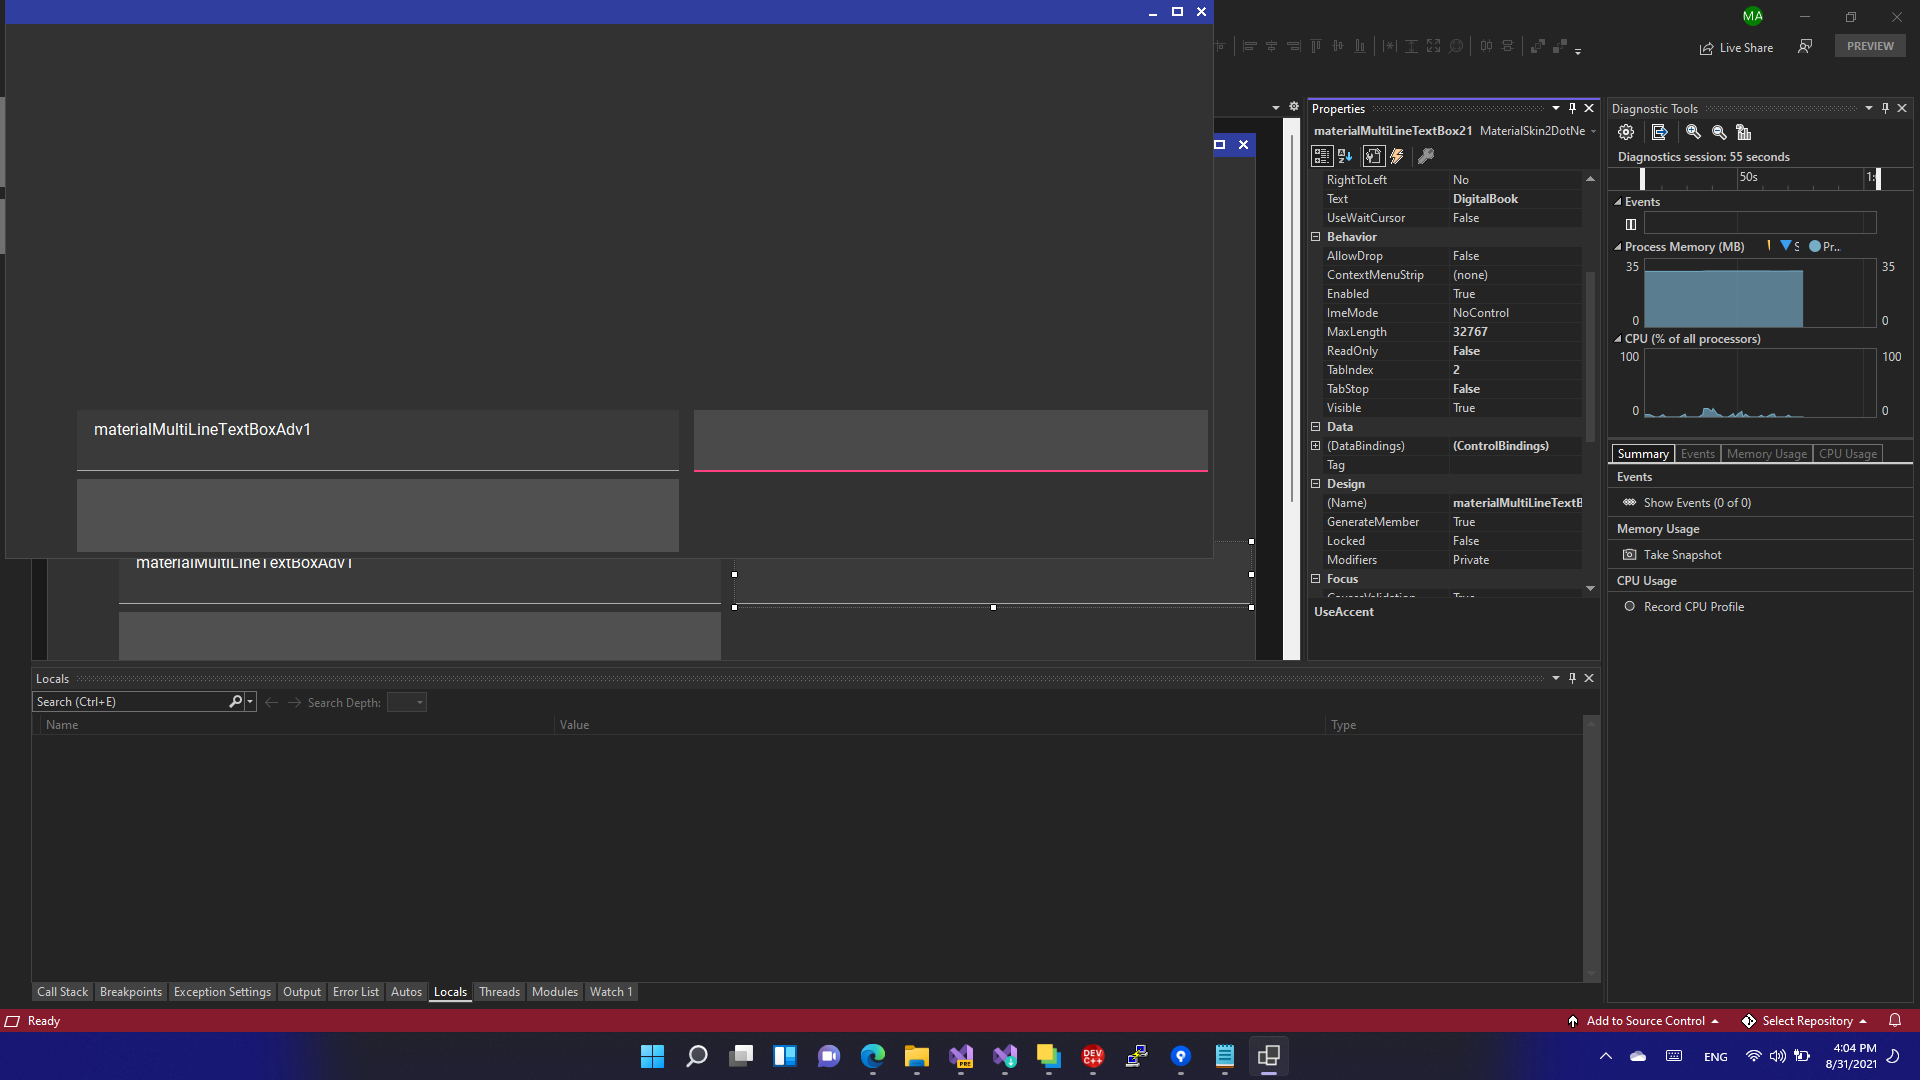 MA
Live Share
PREVIEW
Properties
materialMultiLineTextBox21 MaterialSkin2DotNe
RightToLeft No
Text DigitalBook
UseWaitCursor False
Behavior
AllowDrop False
ContextMenuStrip (none)
Enabled True
ImeMode NoControl
MaxLength 32767
ReadOnly False
TabIndex 2
TabStop False
Visible True
Data
(DataBindings) (ControlBindings)
Tag
Design
(Name) materialMultiLineTextB
GenerateMember True
Locked False
Modifiers Private
Focus
CausesValidation True
UseAccent
Diagnostic Tools
Diagnostics session: 55 seconds
50s 1:
Events
Process Memory (MB) S Pr...
35 35
0 0
CPU (% of all processors)
100 100
0 0
Summary Events Memory Usage CPU Usage
Events
Show Events (0 of 0)
Memory Usage
Take Snapshot
CPU Usage
Record CPU Profile
materialMultiLineTextBoxAdv1
materialMultiLineTextBoxAdv1
Locals
Search (Ctrl+E) Search Depth:
Name Value Type
Call Stack Breakpoints Exception Settings Output Error List Autos Locals Threads Modules Watch 1
Ready Add to Source Control Select Repository
DEV C++
PRE
ENG
4:04 PM
8/31/2021